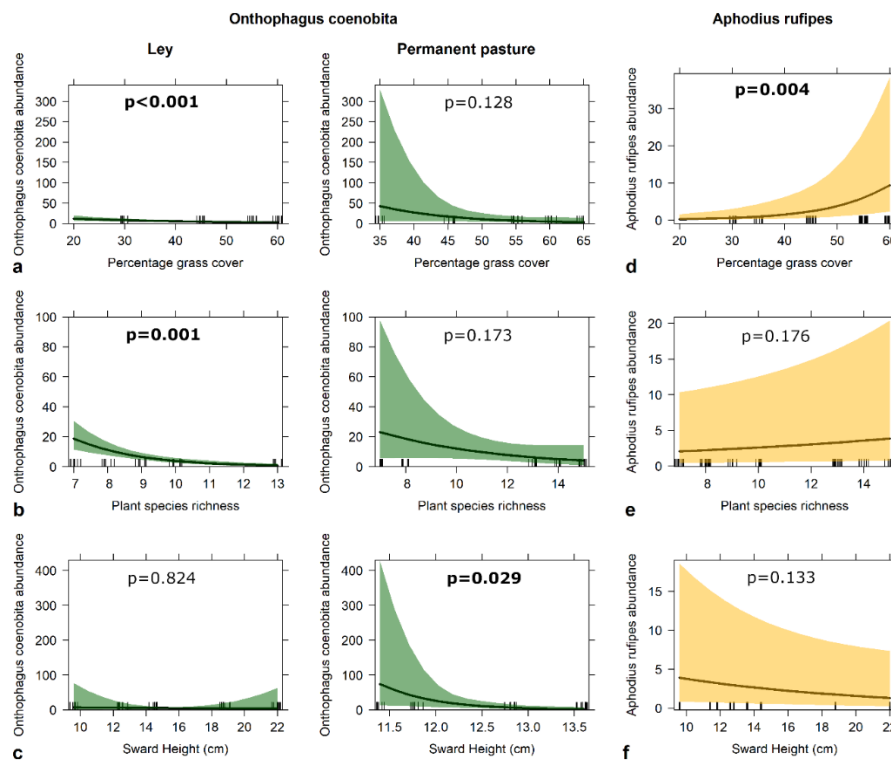 Onthophagus coenobita
Aphodius rufipes
Ley
Permanent pasture
Onthophagus coenobita abundance
300
250
200
150
100
50
0
p<0.001
20 30 40 50 60
a
Percentage grass cover
Onthophagus coenobita abundance
300
250
200
150
100
50
0
p=0.128
35 40 45 50 55 60 65
Percentage grass cover
Aphodius rufipes abundance
30
20
10
0
p=0.004
20 30 40 50 60
d
Percentage grass cover
Onthophagus coenobita abundance
100
80
60
40
20
0
p=0.001
7 8 9 10 11 12 13
b
Plant species richness
Onthophagus coenobita abundance
100
80
60
40
20
0
p=0.173
8 10 12 14
Plant species richness
Aphodius rufipes abundance
20
15
10
5
0
p=0.176
8 10 12 14
e
Plant species richness
Onthophagus coenobita abundance
400
300
200
100
0
p=0.824
10 12 14 16 18 20 22
c
Sward Height (cm)
Onthophagus coenobita abundance
400
300
200
100
0
p=0.029
11.5 12.0 12.5 13.0 13.5
Sward Height (cm)
Aphodius rufipes abundance
15
10
5
0
p=0.133
10 12 14 16 18 20 22
f
Sward Height (cm)